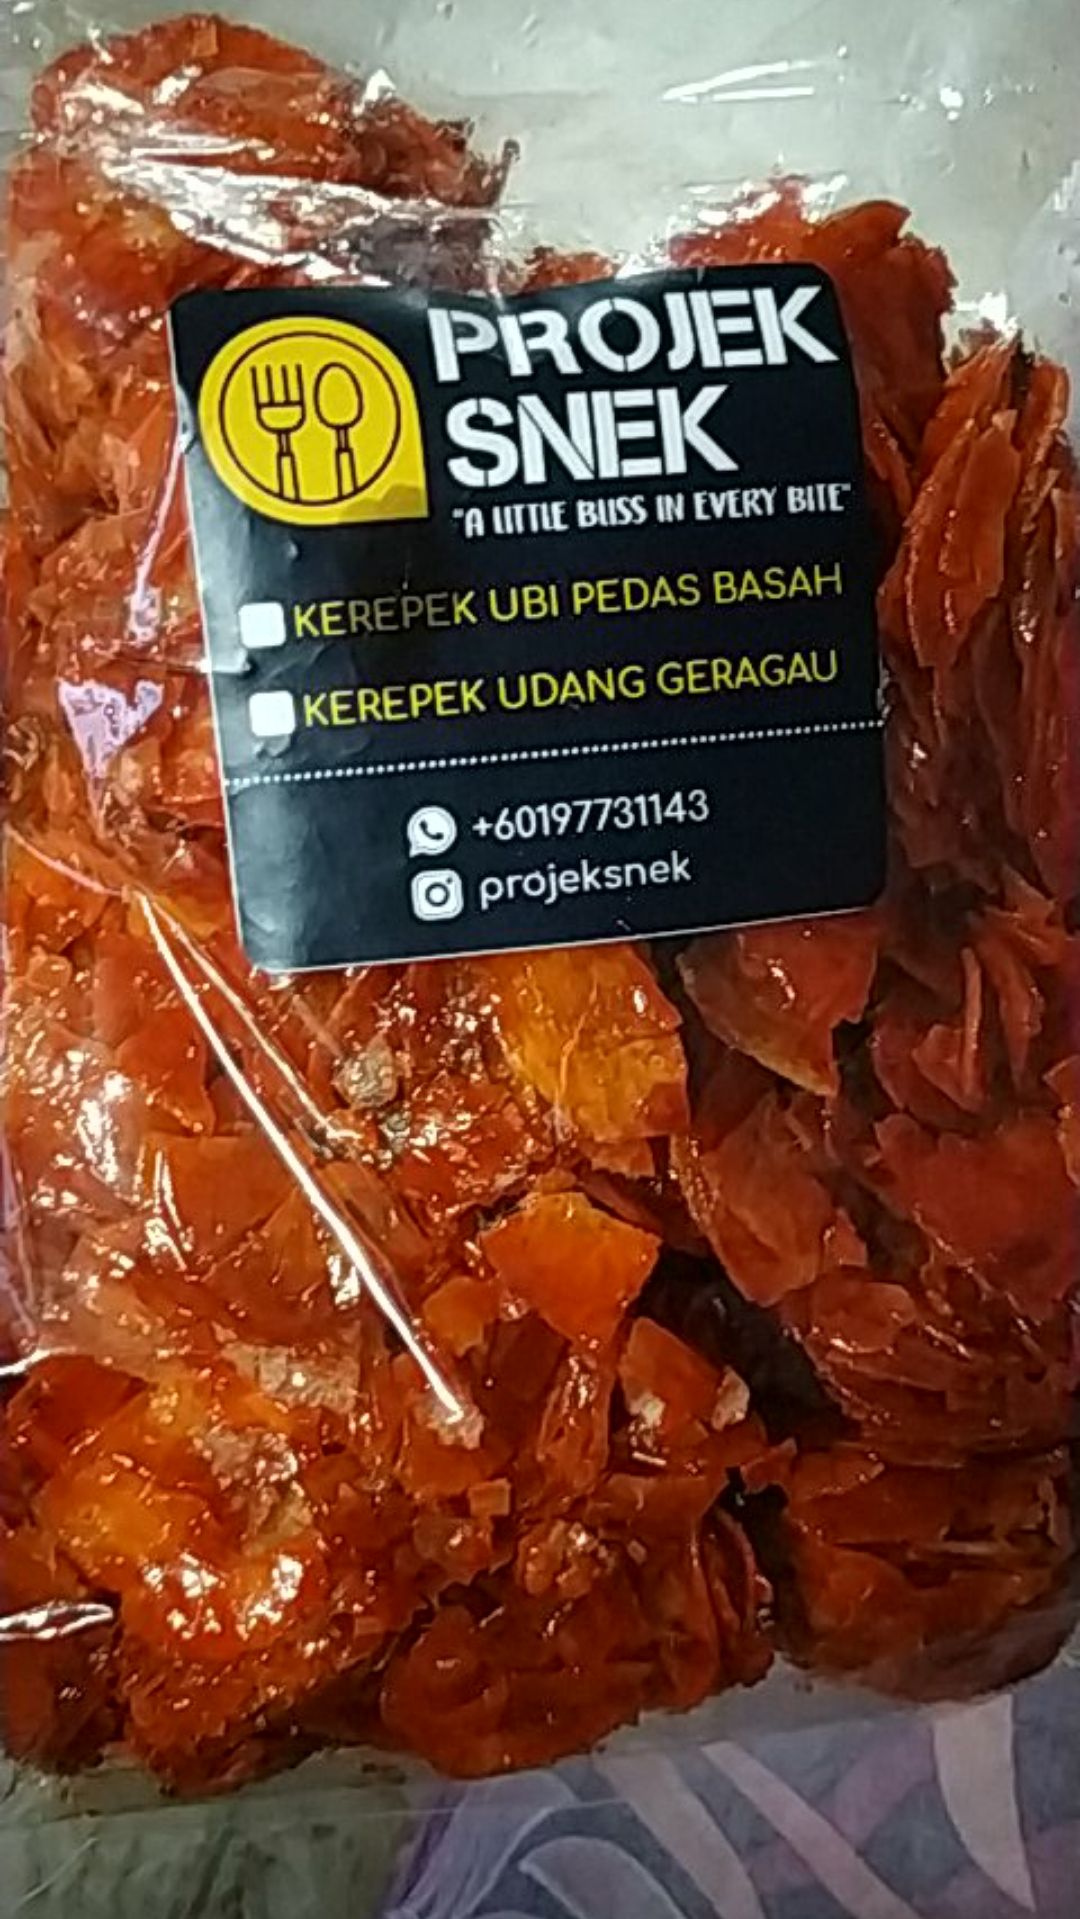 PROJEK
SNEK
"A LITTLE BLISS IN EVERY BITE"
KEREPEK UBI PEDAS BASAH
KEREPEK UDANG GERAGAU
+60197731143
projeksnek